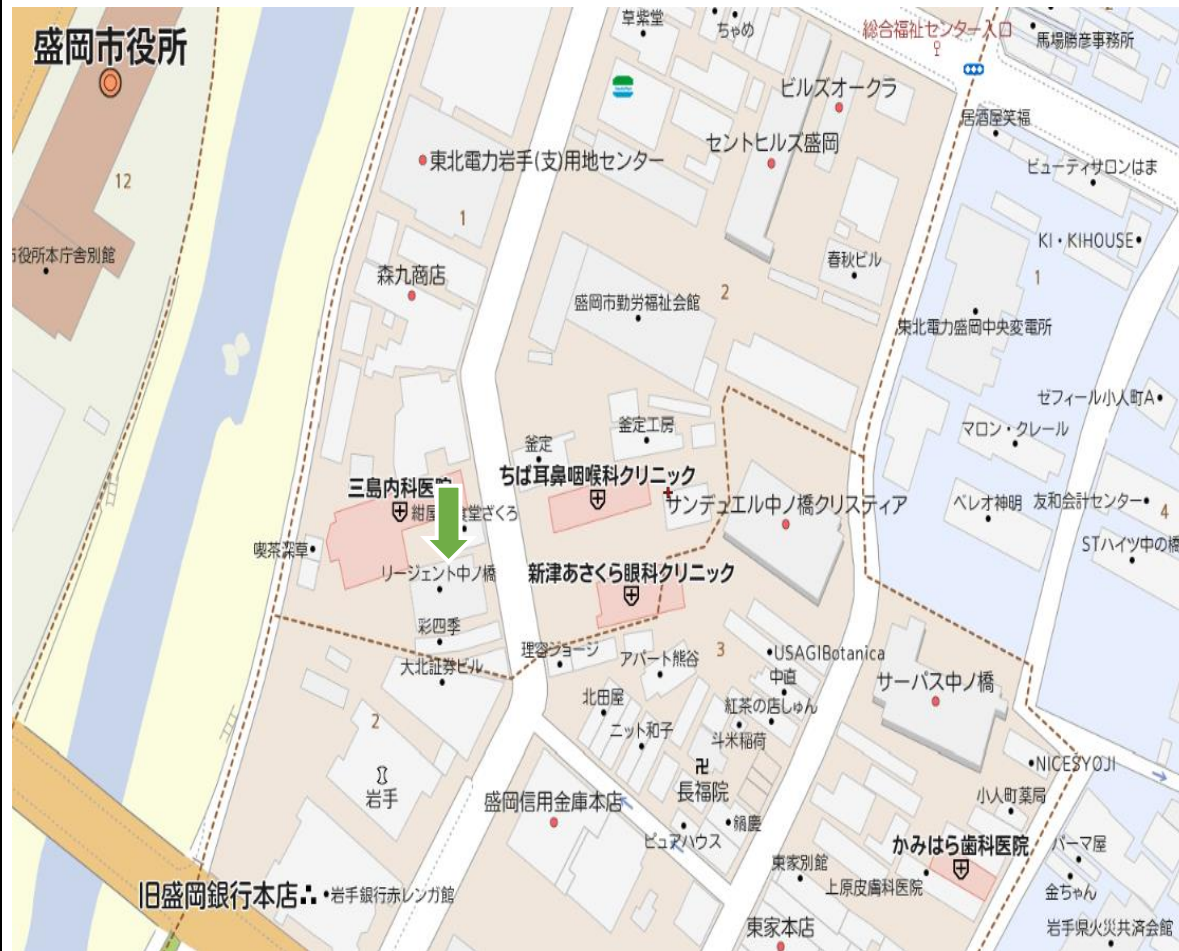 盛岡市役所
草紫堂
ちゃめ
総合福祉センター入口
馬場勝彦事務所
2
ビルズオークラ
居酒屋笑福
東北電力岩手(支)用地センター
セントヒルズ盛岡
ビューティサロンはま
12
1
役所本庁舎別館
森九商店
春秋ビル
KI・KIHOUSE
1
盛岡市勤労福祉会館
2
東北電力盛岡中央変電所
ゼフィール小人町A
釜定
釜定工房
マロン・クレール
三島内科医院
ちば耳鼻咽喉科クリニック
紺屋
食堂ざくろ
サンデュエル中ノ橋クリスティア
ペレオ神明
友和会計センター
4
喫茶深草
STハイツ中の橋
リージェント中ノ橋
新津あさくら眼科クリニック
彩四季
理容ジョージ
アパート熊谷
3
USAGIBotanica
大北証券ビル
中直
サーパス中ノ橋
北田屋
紅茶の店しゅん
2
ニット和子
斗米稲荷
NICESYOJI
岩手
盛岡信用金庫本店
長福院
小人町薬局
鍋慶
ピュアハウス
かみはら歯科医院
パーマ屋
東家別館
上原皮膚科医院
旧盛岡銀行本店
岩手銀行赤レンガ館
金ちゃん
東家本店
岩手県火災共済会館